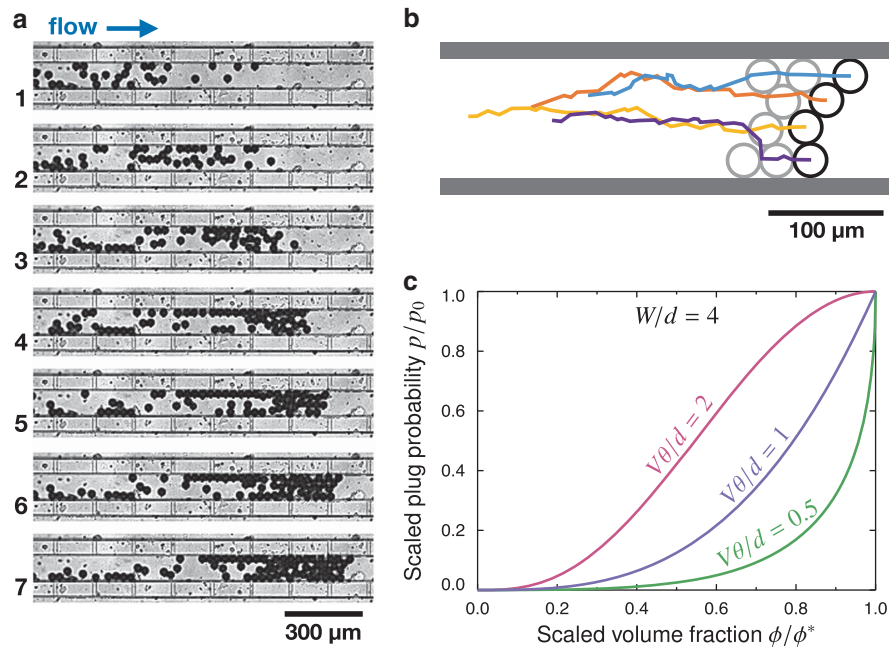 a
flow
1
2
3
4
5
6
7
300 μm
b
100 μm
c
W/d = 4
Vθ/d = 2
Vθ/d = 1
Vθ/d = 0.5
Scaled plug probability p/p0
1.0
0.8
0.6
0.4
0.2
0.0
0.0 0.2 0.4 0.6 0.8 1.0
Scaled volume fraction ϕ/ϕ*